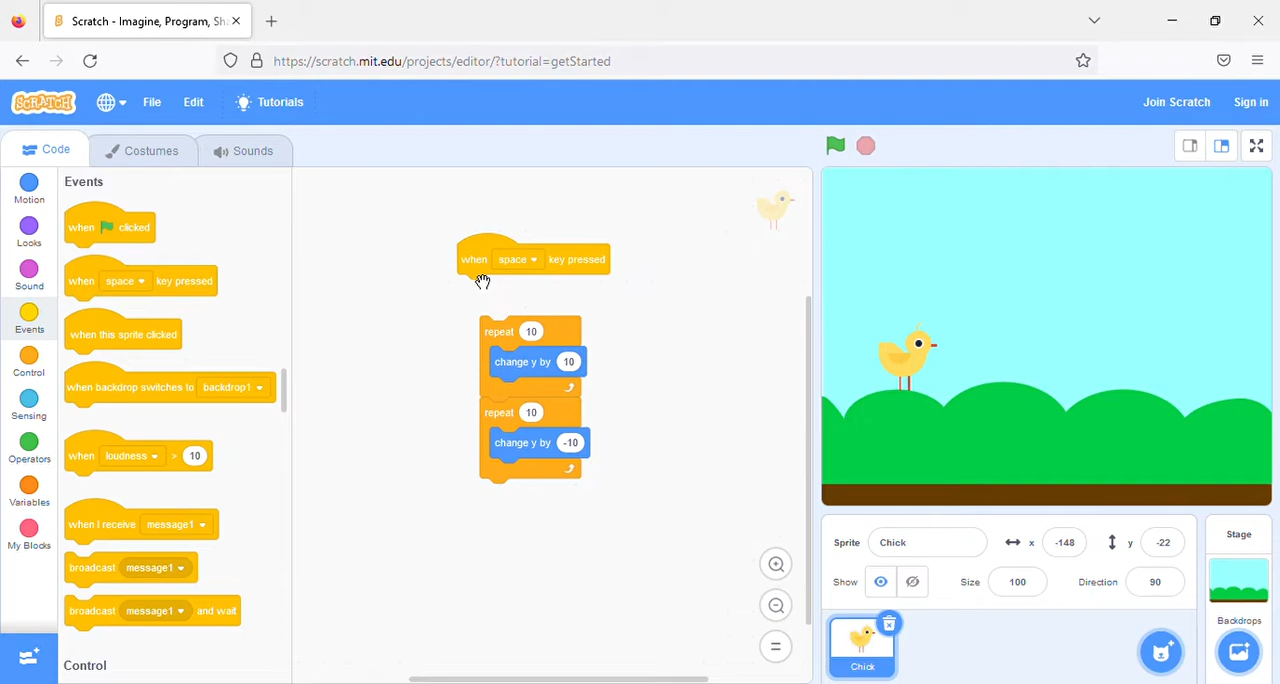 Scratch - Imagine, Program, Sh
https://scratch.mit.edu/projects/editor/?tutorial=getStarted
SCRATCH File Edit Tutorials Join Scratch Sign in
Code Costumes Sounds
Motion
Looks
Sound
Events
Control
Sensing
Operators
Variables
My Blocks
Events
when clicked
when space key pressed
when this sprite clicked
when backdrop switches to backdrop1
when loudness > 10
when I receive message1
broadcast message1
broadcast message1 and wait
Control
when space key pressed
repeat 10
change y by 10
repeat 10
change y by -10
Sprite Chick x -148 y -22
Show Size 100 Direction 90
Chick
Stage
Backdrops